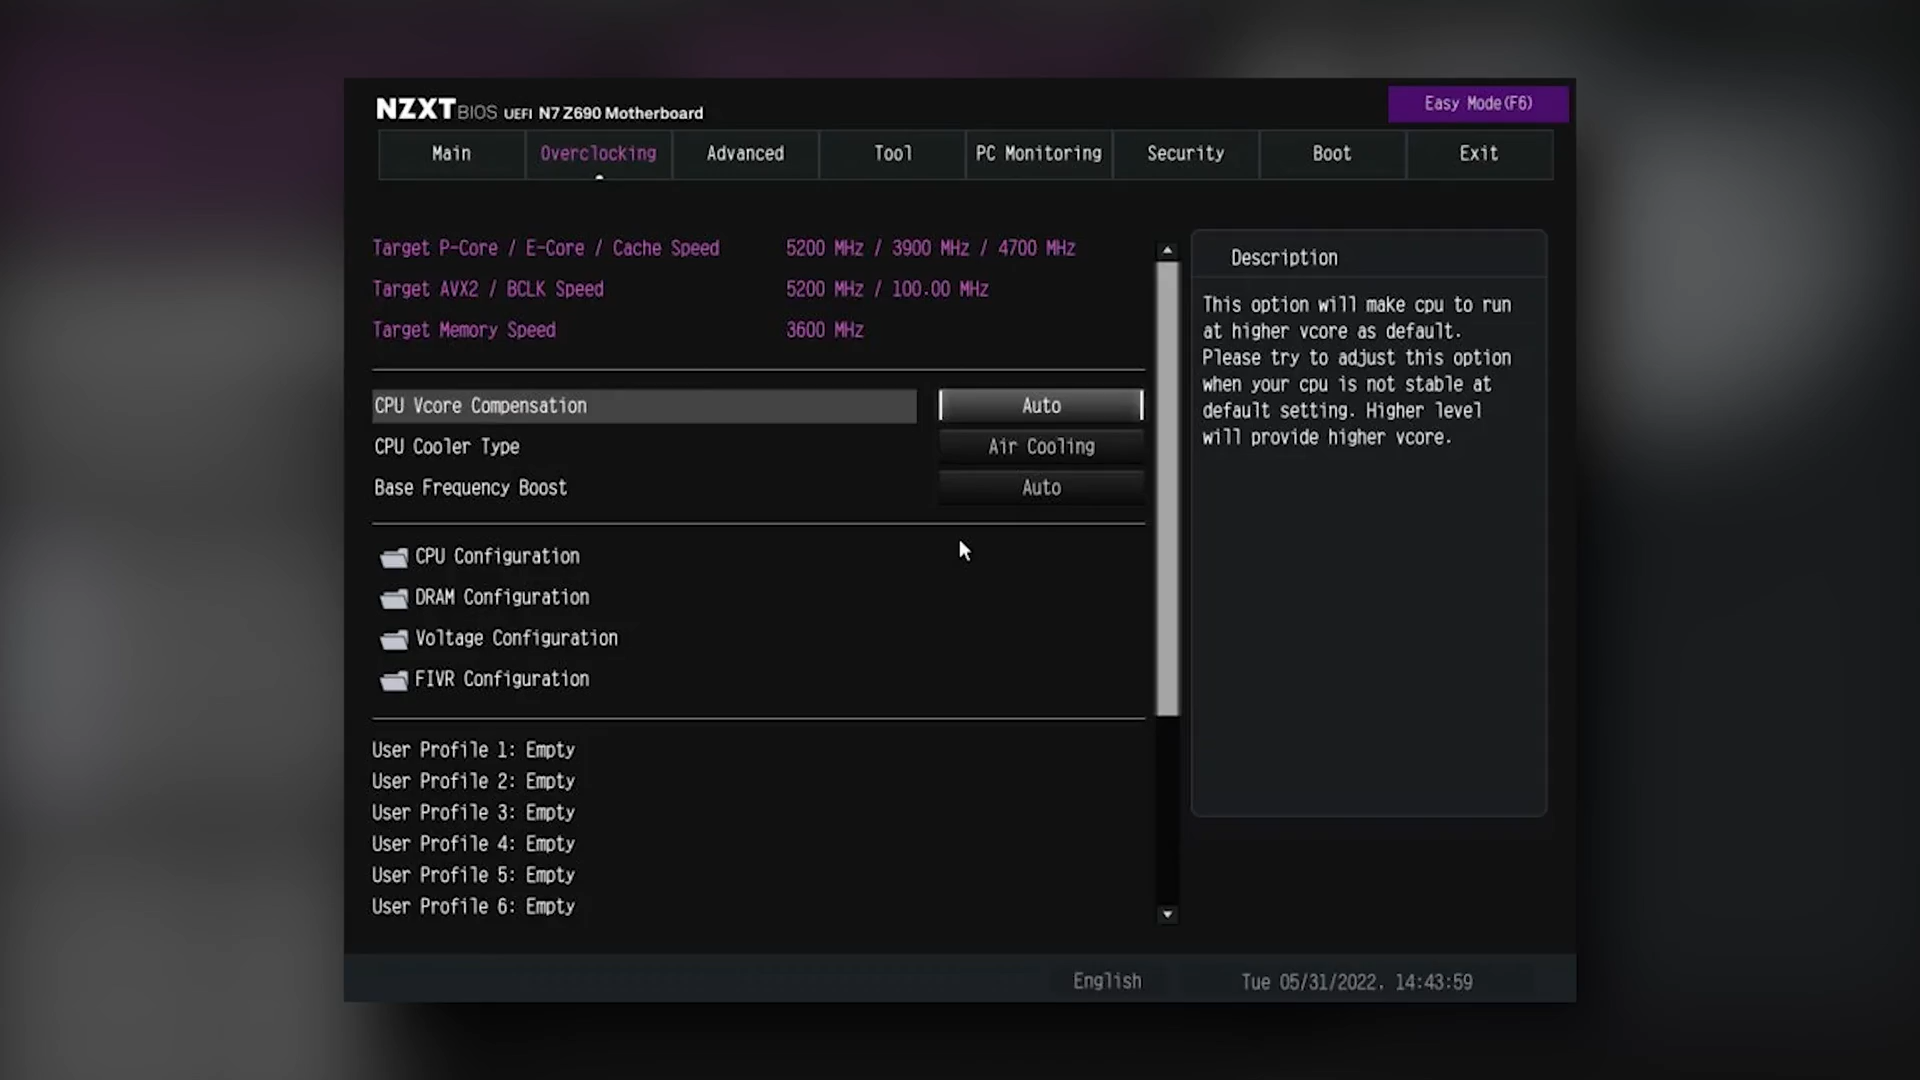 NZXT BIOS UEFI N7 Z690 Motherboard
Easy Mode(F6)
Main Overclocking Advanced Tool PC Monitoring Security Boot Exit
Target P-Core / E-Core / Cache Speed 5200 MHz / 3900 MHz / 4700 MHz
Target AVX2 / BCLK Speed 5200 MHz / 100.00 MHz
Target Memory Speed 3600 MHz
CPU Vcore Compensation Auto
CPU Cooler Type Air Cooling
Base Frequency Boost Auto
CPU Configuration
DRAM Configuration
Voltage Configuration
FIVR Configuration
User Profile 1: Empty
User Profile 2: Empty
User Profile 3: Empty
User Profile 4: Empty
User Profile 5: Empty
User Profile 6: Empty
Description
This option will make cpu to run
at higher vcore as default.
Please try to adjust this option
when your cpu is not stable at
default setting. Higher level
will provide higher vcore.
English
Tue 05/31/2022. 14:43:59